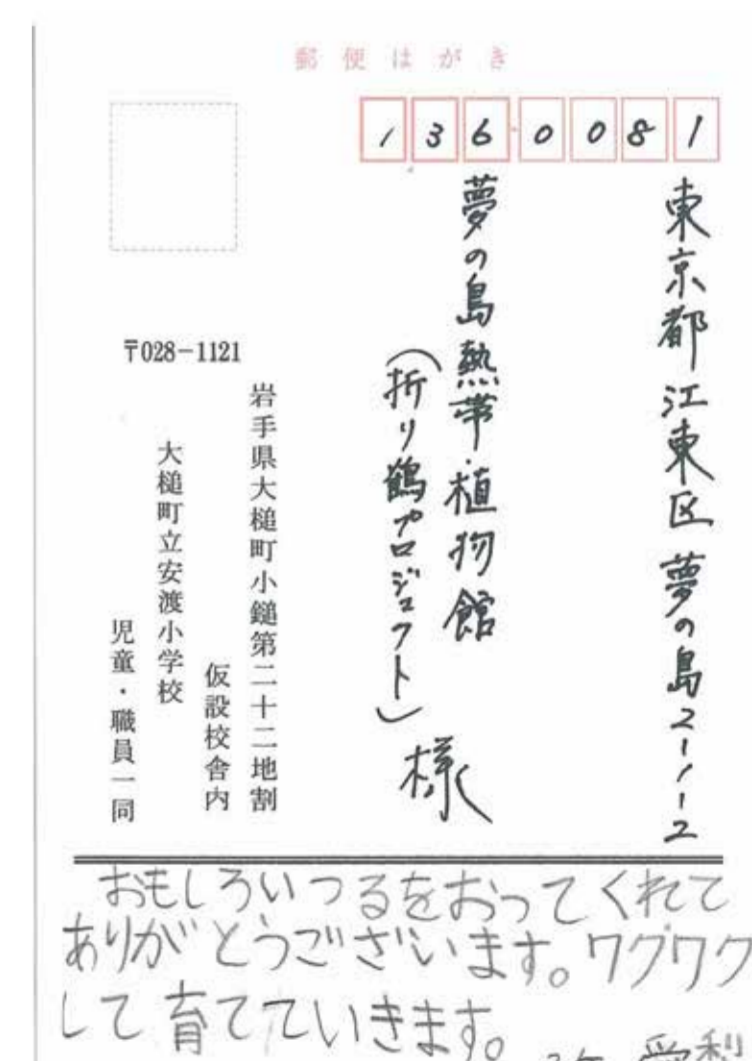 郵便はがき
136-0081
東京都江東区夢の島2-1-2
夢の島熱帯植物館
(折り鶴プロジェクト)
様
〒028-1121
岩手県大槌町小鎚第二十二地割
仮設校舎内
大槌町立安渡小学校
児童・職員一同
おもしろいつるをおってくれて
ありがとうございます。ワクワク
して育てていきます。
愛梨